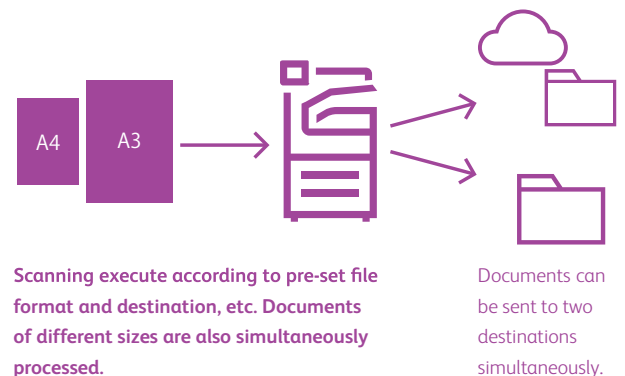 A4
A3
Scanning execute according to pre-set file
format and destination, etc. Documents
of different sizes are also simultaneously
processed.
Documents can
be sent to two
destinations
simultaneously.